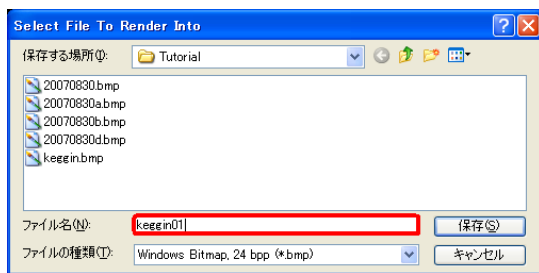 Select File To Render Into
保存する場所(I):
Tutorial
20070830.bmp
20070830a.bmp
20070830b.bmp
20070830d.bmp
keggin.bmp
ファイル名(N):
keggin01
保存(S)
ファイルの種類(T):
Windows Bitmap, 24 bpp (*.bmp)
キャンセル